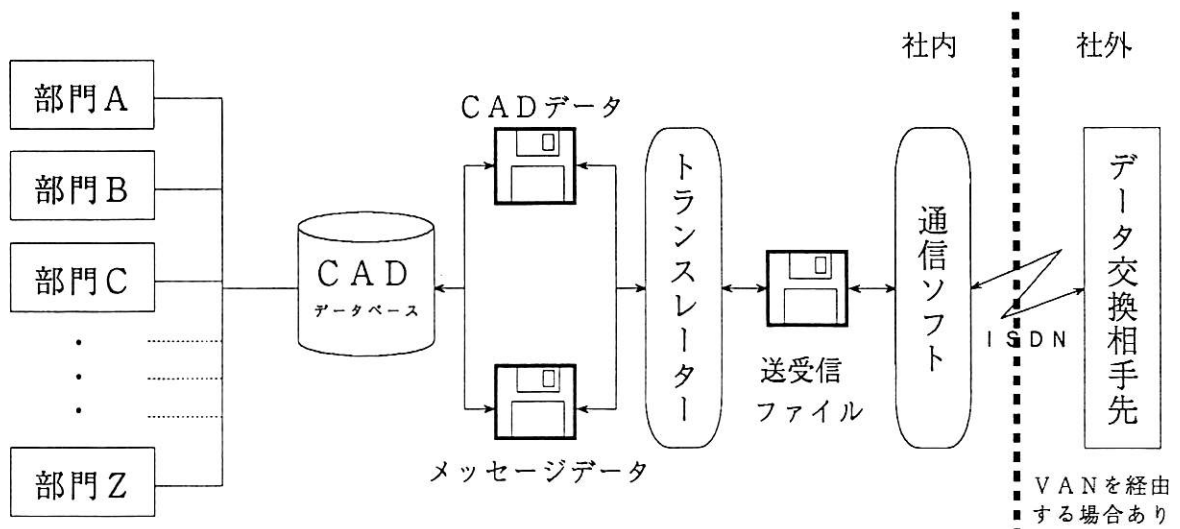 社内
社外
部門A
部門B
部門C
・
・
・
部門Z
CAD
データベース
CADデータ
メッセージデータ
トランスレーター
送受信
ファイル
通信ソフト
ISDN
データ交換相手先
VANを経由
する場合あり